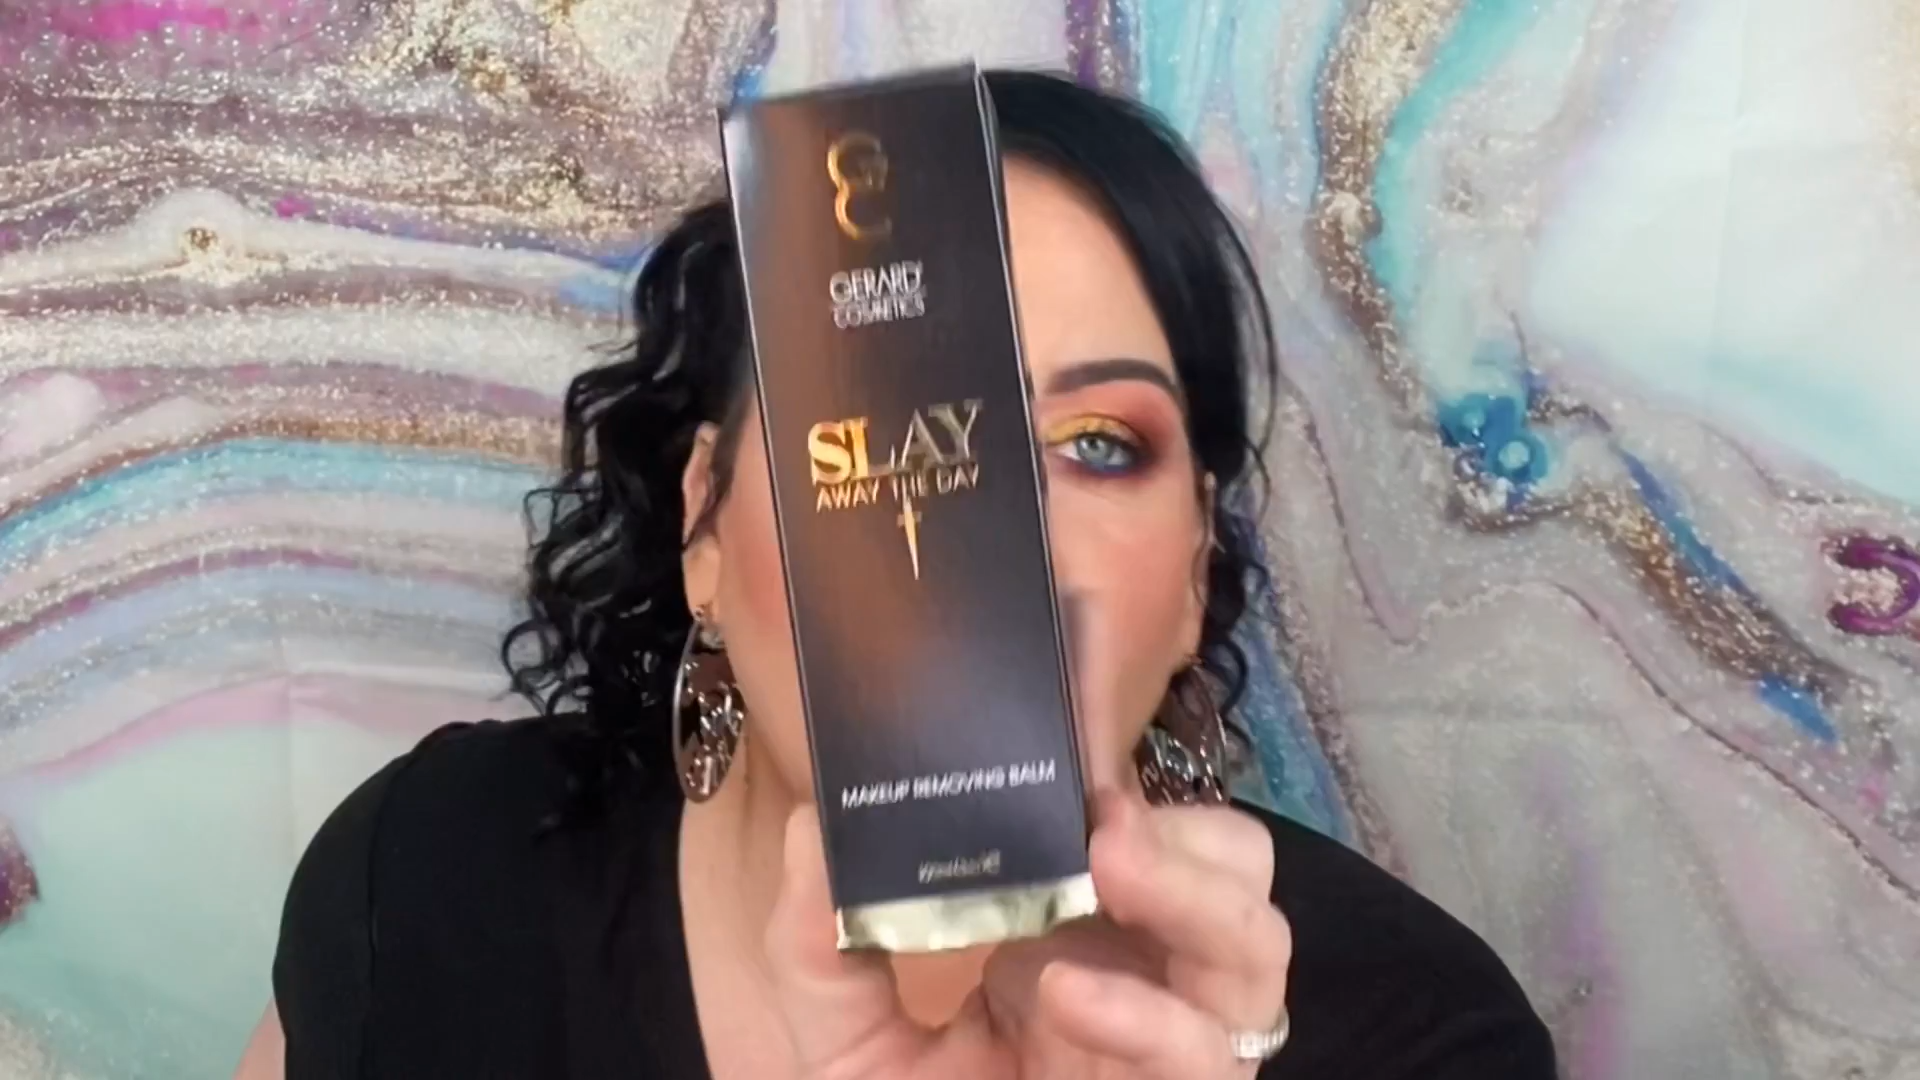 GERARD
COSMETICS
SLAY
AWAY THE DAY
MAKEUP REMOVING BALM